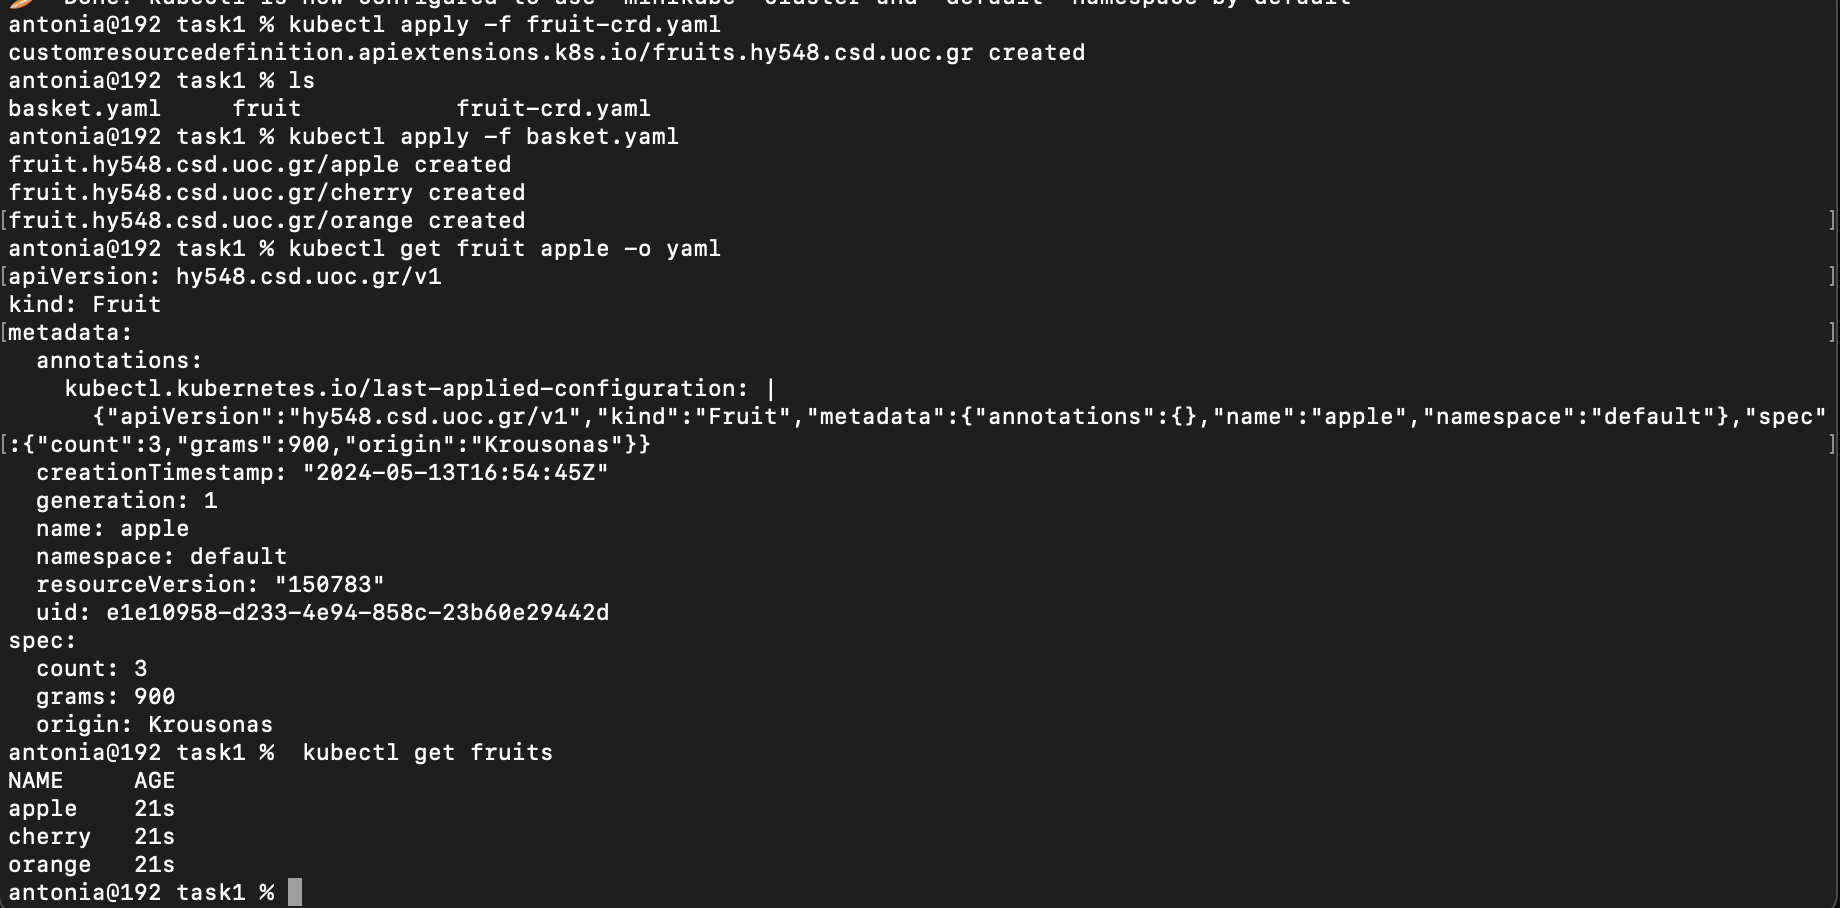 Done! kubectl is now configured to use "minikube" cluster and "default" namespace by default
antonia@192 task1 % kubectl apply -f fruit-crd.yaml
customresourcedefinition.apiextensions.k8s.io/fruits.hy548.csd.uoc.gr created
antonia@192 task1 % ls
basket.yaml     fruit           fruit-crd.yaml
antonia@192 task1 % kubectl apply -f basket.yaml
fruit.hy548.csd.uoc.gr/apple created
fruit.hy548.csd.uoc.gr/cherry created
[fruit.hy548.csd.uoc.gr/orange created ]
antonia@192 task1 % kubectl get fruit apple -o yaml
[apiVersion: hy548.csd.uoc.gr/v1 ]
kind: Fruit
[metadata: ]
  annotations:
    kubectl.kubernetes.io/last-applied-configuration: |
      {"apiVersion":"hy548.csd.uoc.gr/v1","kind":"Fruit","metadata":{"annotations":{},"name":"apple","namespace":"default"},"spec"
[:{"count":3,"grams":900,"origin":"Krousonas"}} ]
  creationTimestamp: "2024-05-13T16:54:45Z"
  generation: 1
  name: apple
  namespace: default
  resourceVersion: "150783"
  uid: e1e10958-d233-4e94-858c-23b60e29442d
spec:
  count: 3
  grams: 900
  origin: Krousonas
antonia@192 task1 %  kubectl get fruits
NAME     AGE
apple    21s
cherry   21s
orange   21s
antonia@192 task1 %